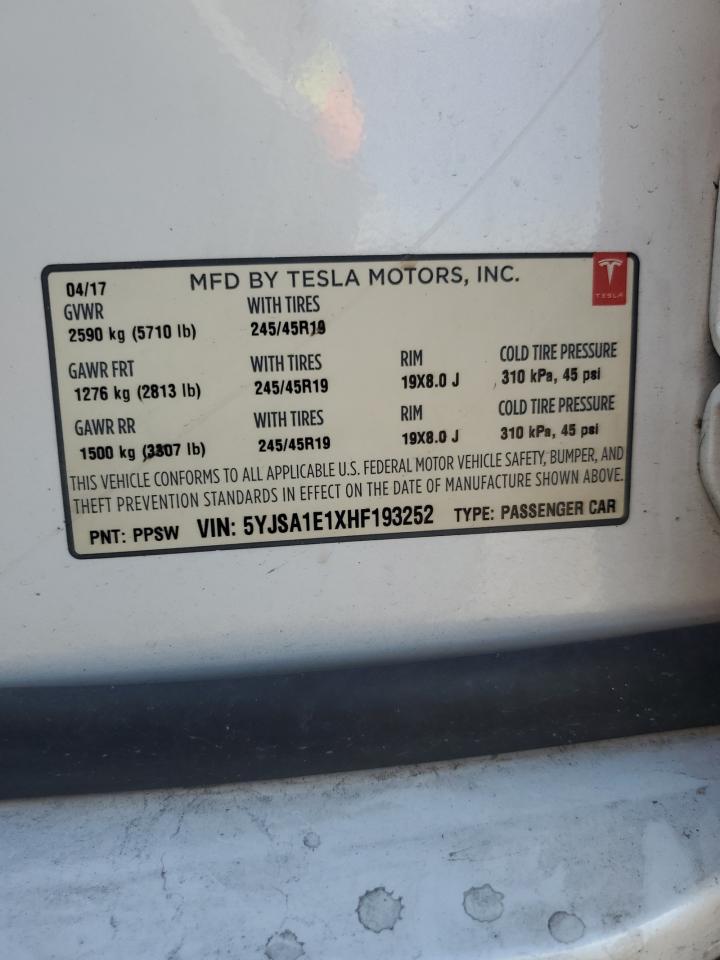 04/17 MFD BY TESLA MOTORS, INC.
TESLA
GVWR WITH TIRES
2590 kg (5710 lb) 245/45R19
GAWR FRT WITH TIRES RIM COLD TIRE PRESSURE
1276 kg (2813 lb) 245/45R19 19X8.0 J 310 kPa, 45 psi
GAWR RR WITH TIRES RIM COLD TIRE PRESSURE
1500 kg (3307 lb) 245/45R19 19X8.0 J 310 kPa, 45 psi
THIS VEHICLE CONFORMS TO ALL APPLICABLE U.S. FEDERAL MOTOR VEHICLE SAFETY, BUMPER, AND
THEFT PREVENTION STANDARDS IN EFFECT ON THE DATE OF MANUFACTURE SHOWN ABOVE.
PNT: PPSW VIN: 5YJSA1E1XHF193252 TYPE: PASSENGER CAR